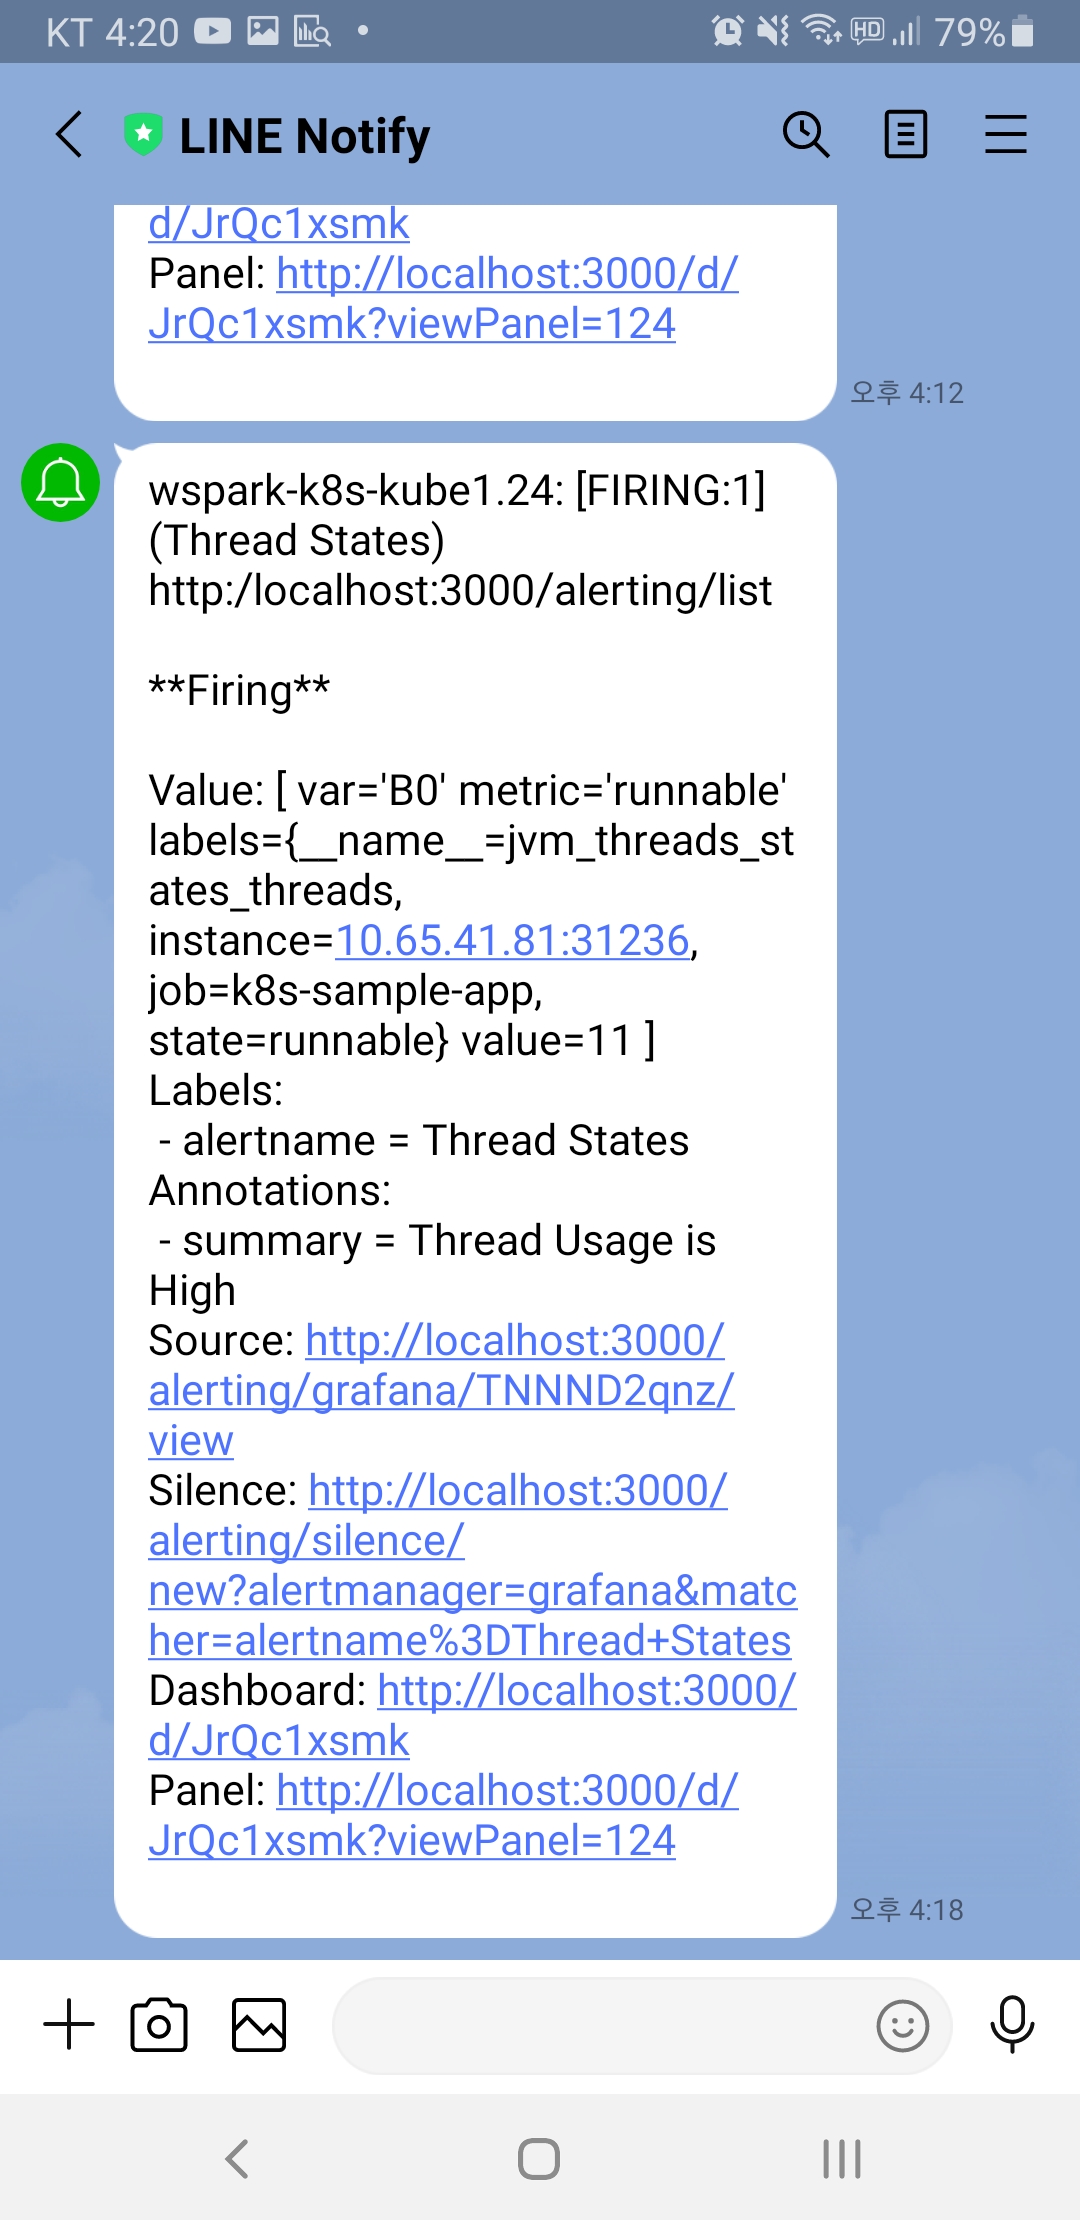 KT 4:20
HD 79%
LINE Notify
d/JrQc1xsmk
Panel: http://localhost:3000/d/
JrQc1xsmk?viewPanel=124
오후 4:12
wspark-k8s-kube1.24: [FIRING:1]
(Thread States)
http:/localhost:3000/alerting/list
**Firing**
Value: [ var='B0' metric='runnable'
labels={__name__=jvm_threads_st
ates_threads,
instance=10.65.41.81:31236,
job=k8s-sample-app,
state=runnable} value=11 ]
Labels:
- alertname = Thread States
Annotations:
- summary = Thread Usage is
High
Source: http://localhost:3000/
alerting/grafana/TNNND2qnz/
view
Silence: http://localhost:3000/
alerting/silence/
new?alertmanager=grafana&matc
her=alertname%3DThread+States
Dashboard: http://localhost:3000/
d/JrQc1xsmk
Panel: http://localhost:3000/d/
JrQc1xsmk?viewPanel=124
오후 4:18